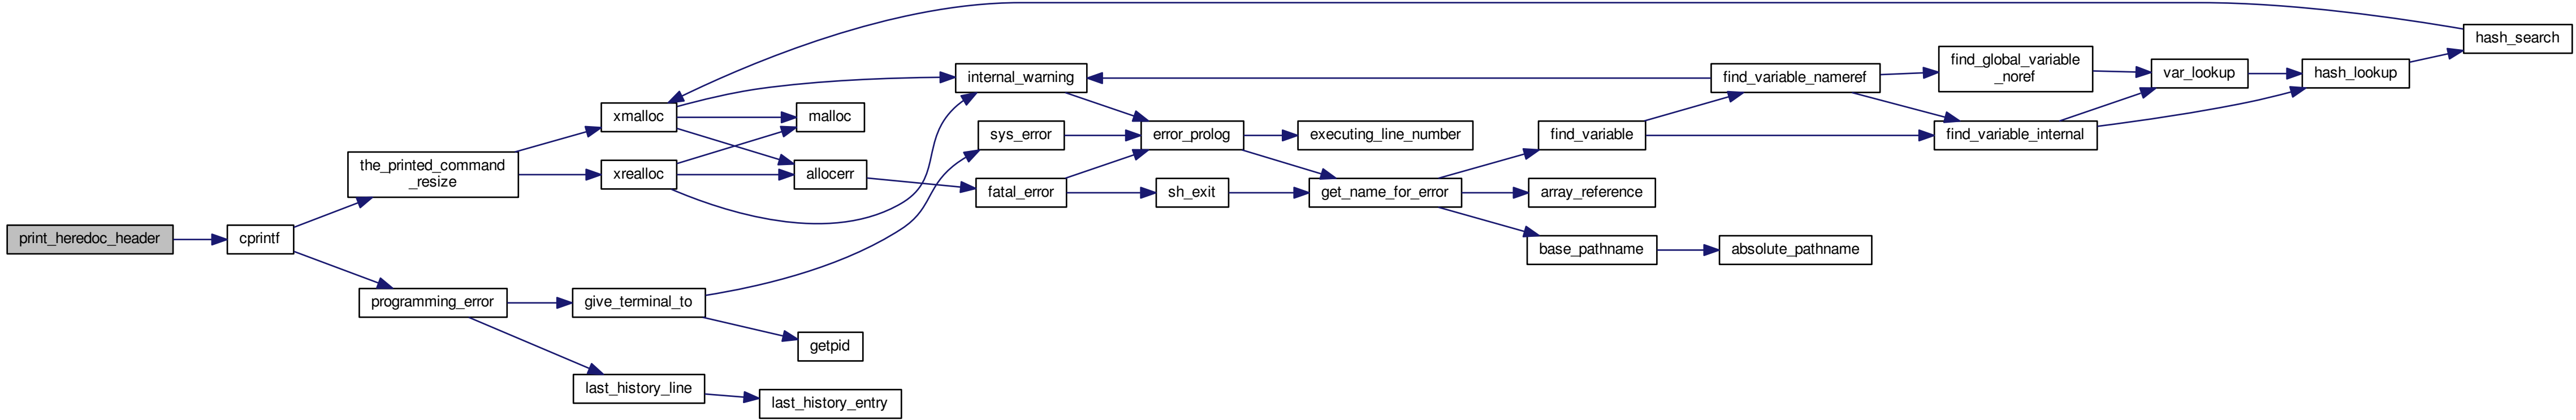 print_heredoc_header
cprintf
the_printed_command
_resize
programming_error
xmalloc
xrealloc
give_terminal_to
last_history_line
malloc
allocerr
getpid
last_history_entry
internal_warning
sys_error
fatal_error
error_prolog
sh_exit
executing_line_number
get_name_for_error
find_variable
array_reference
base_pathname
find_variable_nameref
absolute_pathname
find_global_variable
_noref
find_variable_internal
var_lookup
hash_lookup
hash_search